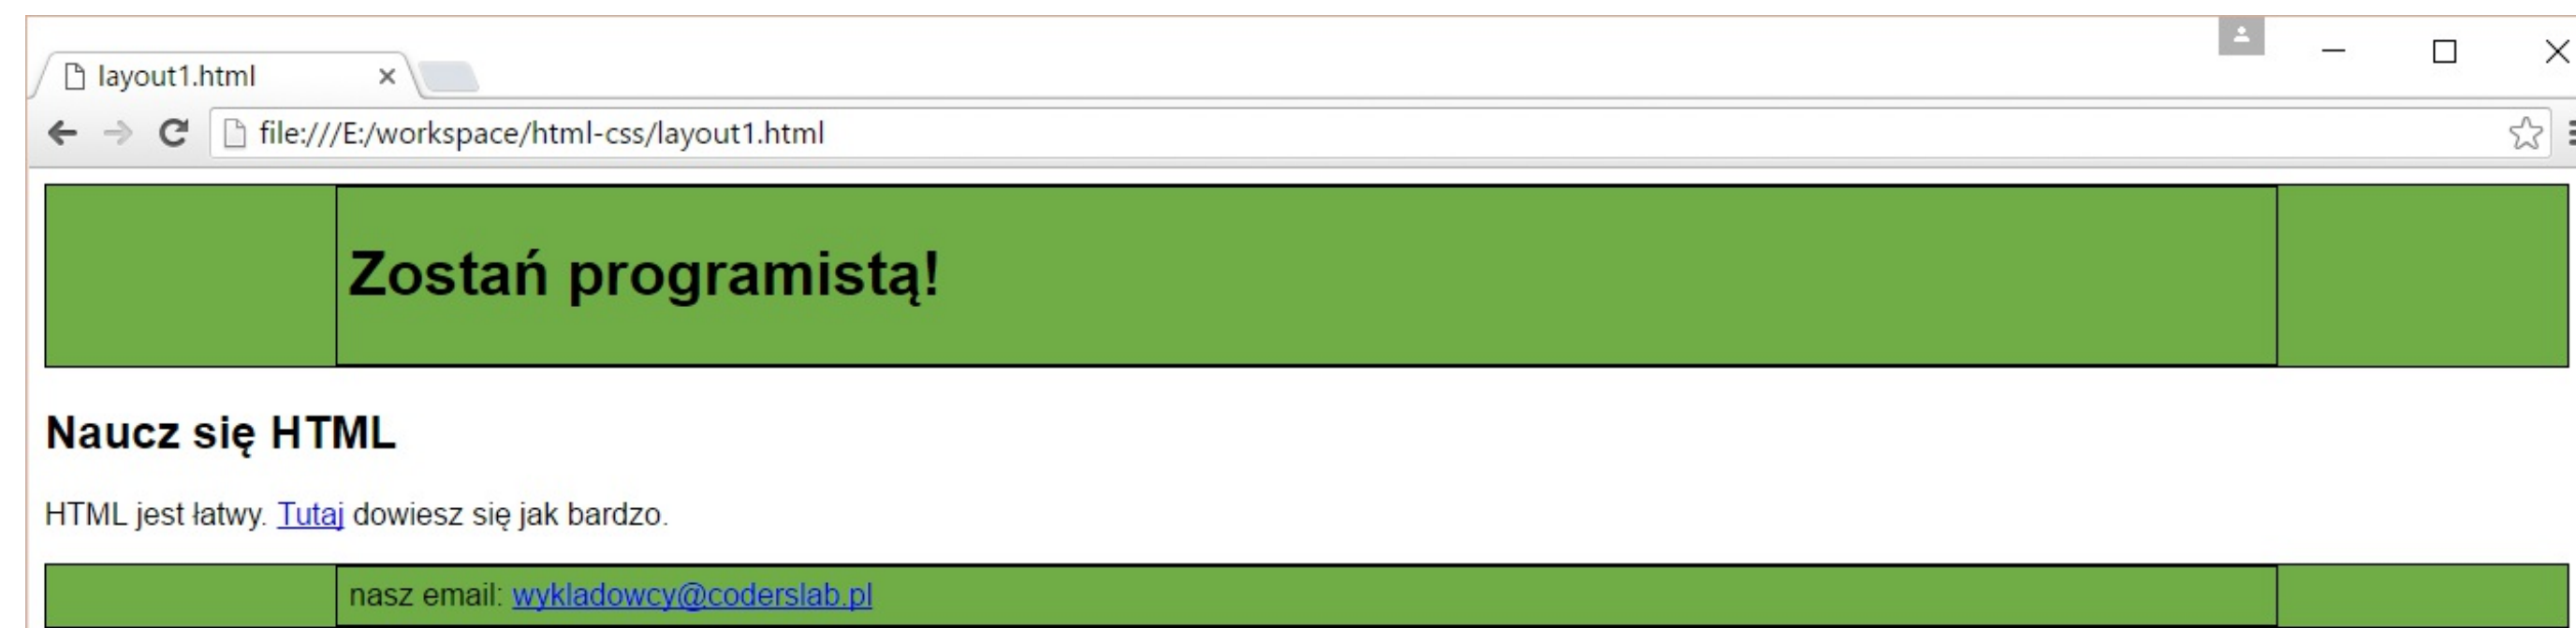 layout1.html
file:///E:/workspace/html-css/layout1.html
Zostań programistą!
Naucz się HTML
HTML jest łatwy. Tutaj dowiesz się jak bardzo.
nasz email: wykladowcy@coderslab.pl